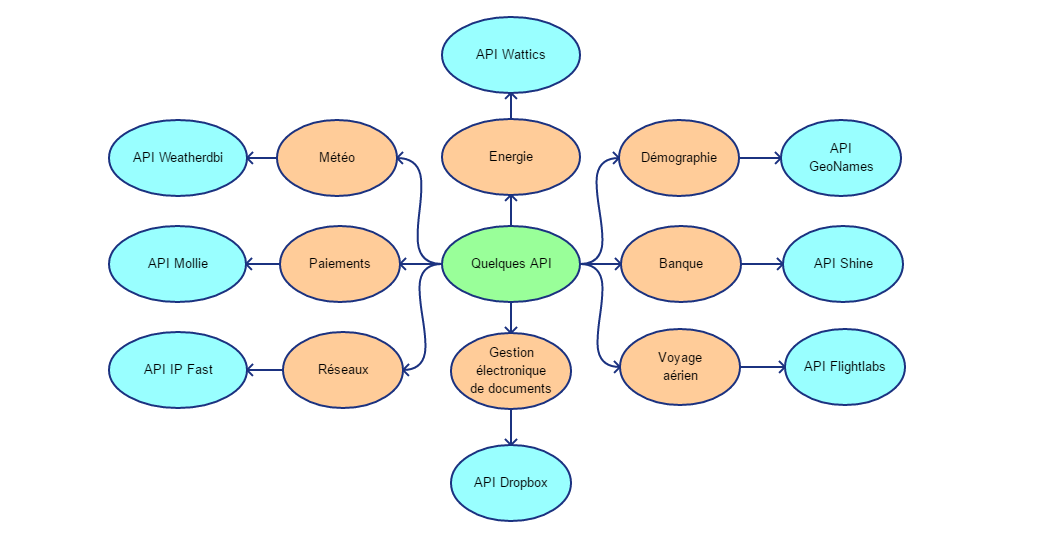 API Wattics
API Weatherdbi
Météo
Energie
Démographie
API
GeoNames
API Mollie
Paiements
Quelques API
Banque
API Shine
API IP Fast
Réseaux
Gestion
électronique
de documents
Voyage
aérien
API Flightlabs
API Dropbox